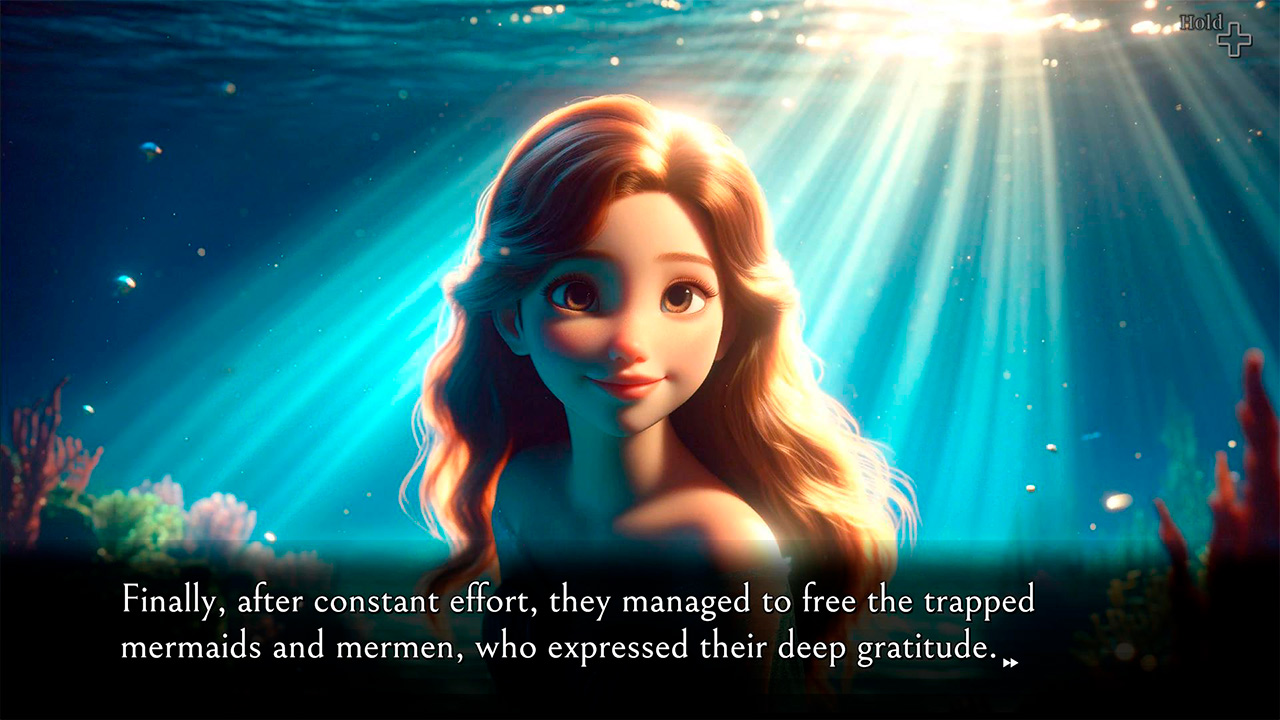 Hold
Finally, after constant effort, they managed to free the trapped
mermaids and mermen, who expressed their deep gratitude.